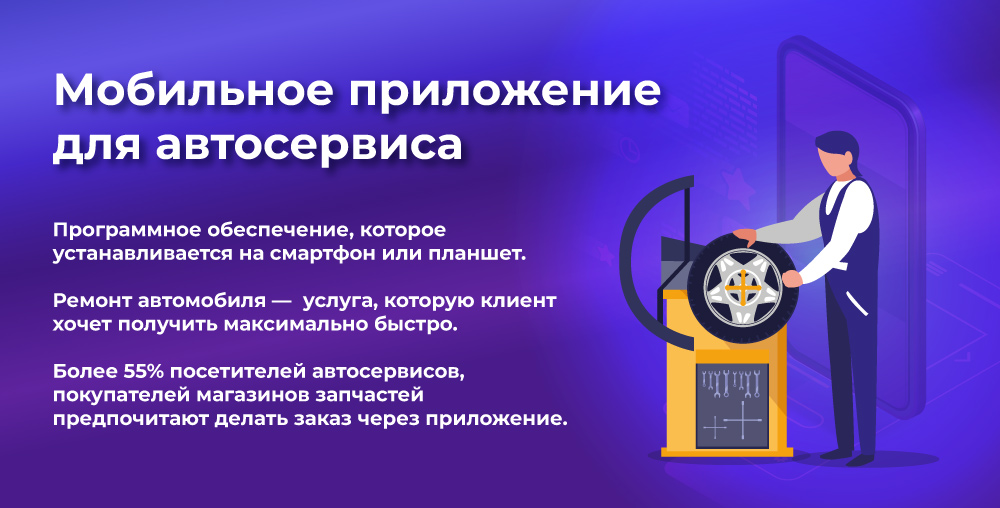 Мобильное приложение
для автосервиса
Программное обеспечение, которое
устанавливается на смартфон или планшет.
Ремонт автомобиля — услуга, которую клиент
хочет получить максимально быстро.
Более 55% посетителей автосервисов,
покупателей магазинов запчастей
предпочитают делать заказ через приложение.